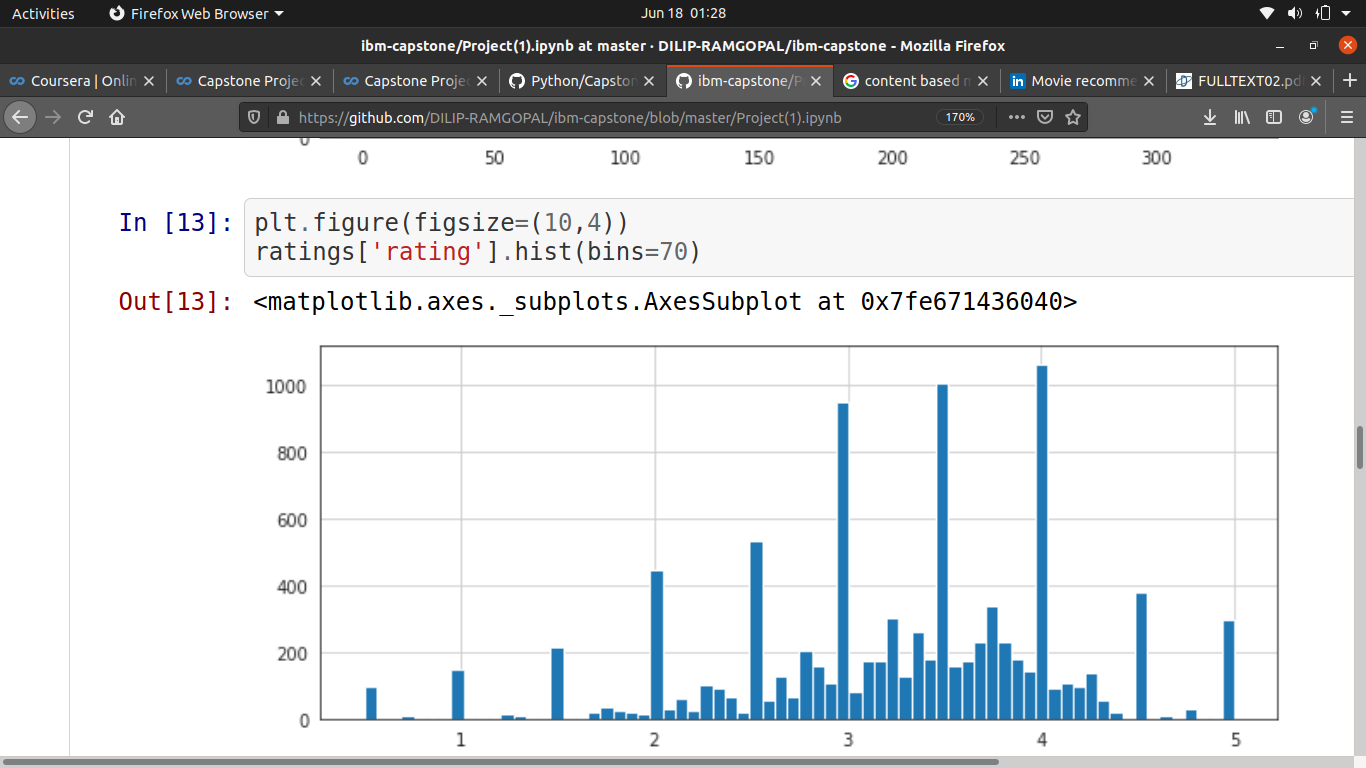 Activities Firefox Web Browser Jun 18 01:28
ibm-capstone/Project(1).ipynb at master · DILIP-RAMGOPAL/ibm-capstone - Mozilla Firefox
Coursera | Onlin Capstone Projec Capstone Projec Python/Capston ibm-capstone/P content based m Movie recomme FULLTEXT02.pdf
https://github.com/DILIP-RAMGOPAL/ibm-capstone/blob/master/Project(1).ipynb 170%
0
0 50 100 150 200 250 300
In [13]: plt.figure(figsize=(10,4))
ratings['rating'].hist(bins=70)
Out[13]: <matplotlib.axes._subplots.AxesSubplot at 0x7fe671436040>
1000
800
600
400
200
0
1 2 3 4 5